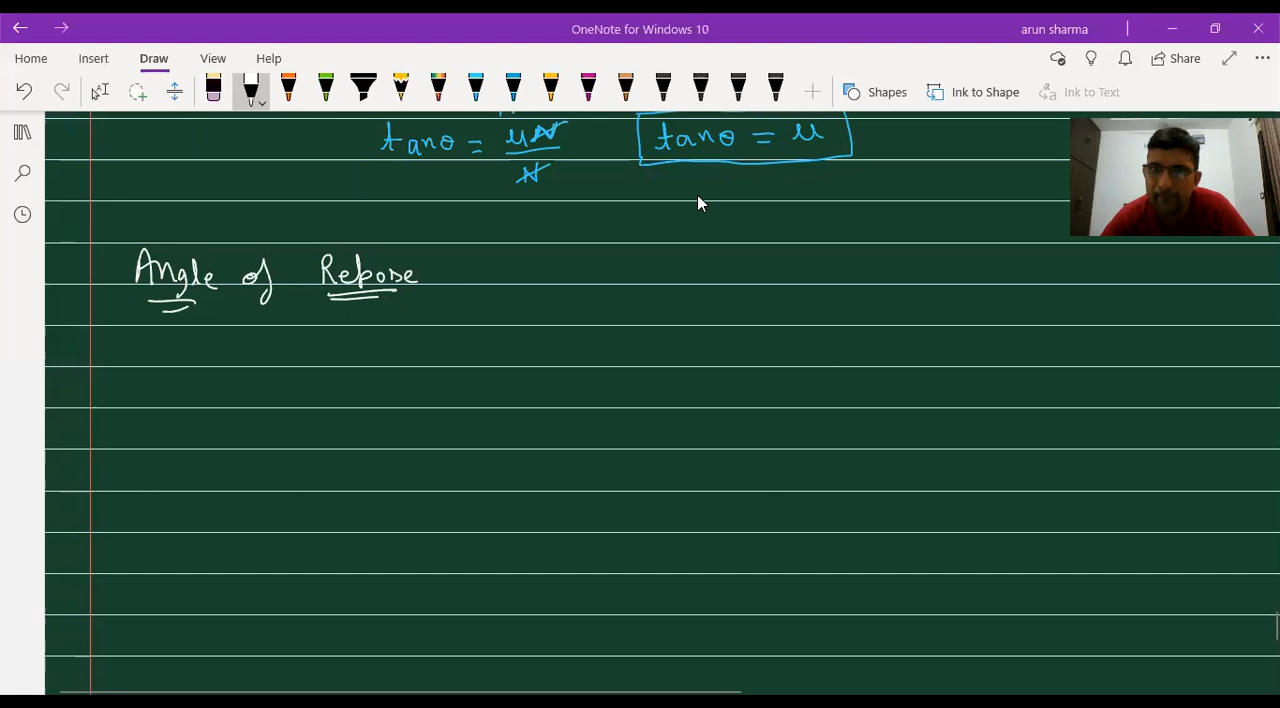 OneNote for Windows 10
arun sharma
Home Insert Draw View Help
Share
Shapes Ink to Shape Ink to Text
tanθ = μN/N
tanθ = μ
Angle of Repose